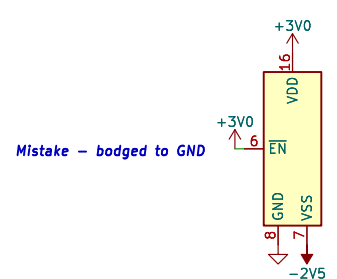 +3V0
16
VDD
+3V0
6
EN
Mistake – bodged to GND
GND
VSS
8
7
-2V5